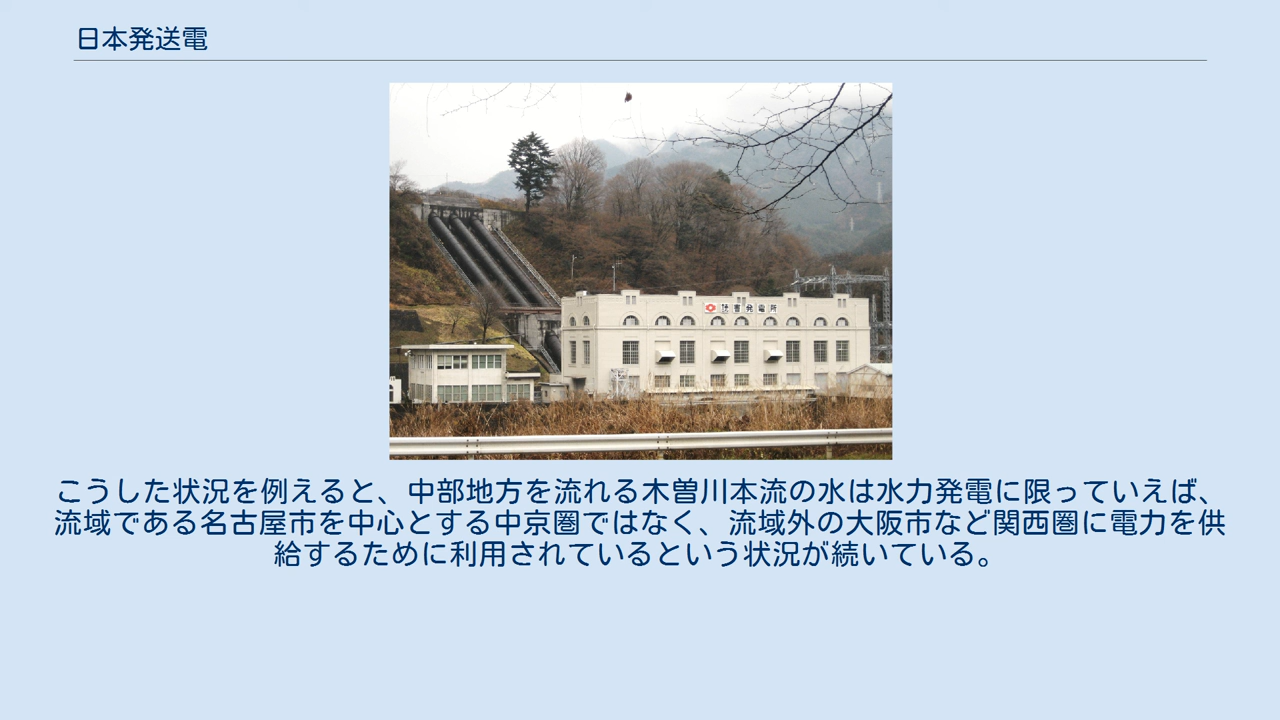 日本発送電
読書発電所
こうした状況を例えると、中部地方を流れる木曽川本流の水は水力発電に限っていえば、
流域である名古屋市を中心とする中京圏ではなく、流域外の大阪市など関西圏に電力を供
給するために利用されているという状況が続いている。